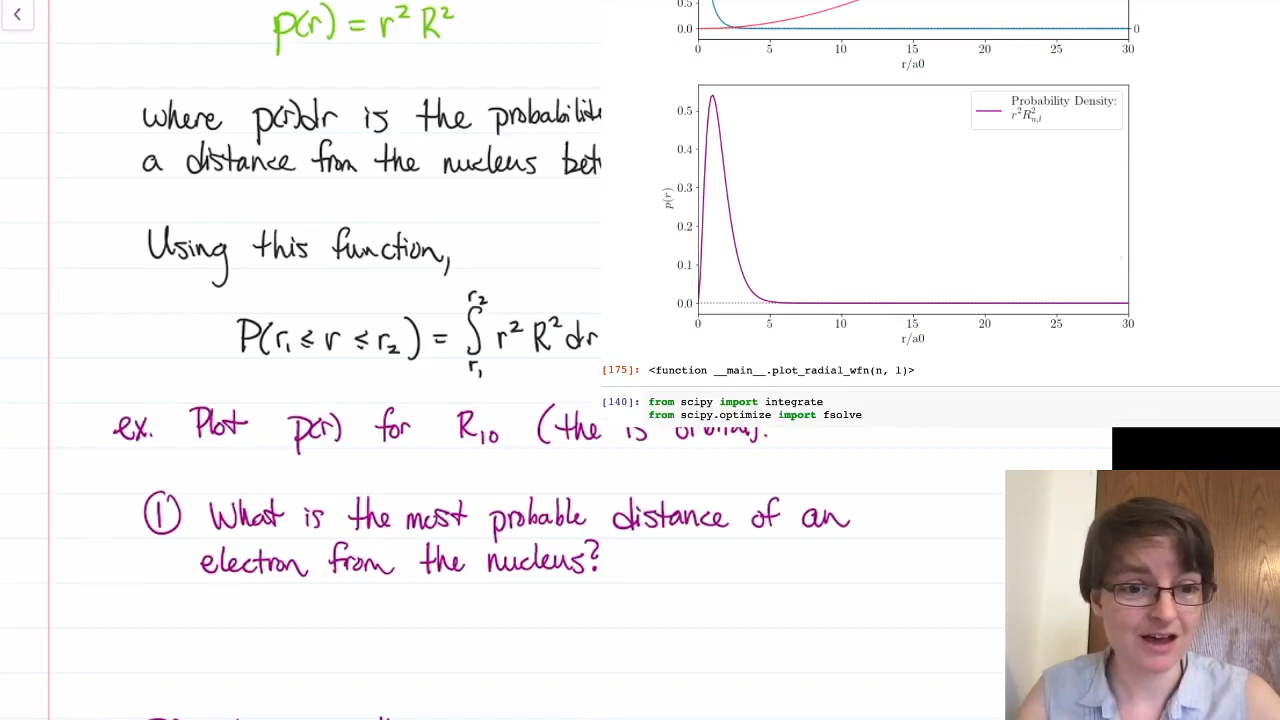 p(r) = r² R²
where p(r)dr is the
a distance from the nucleus
Using this function,
P(r₁ ≤ r ≤ r₂) = ∫ r² R² dr
r₂
r₁
ex. Plot p(r) for R₁₀ (the 1s
① What is the most probable distance of an
electron from the nucleus?
0.5
0.0
0
0 5 10 15 20 25 30
r/a0
Probability Density:
r²R²ₙ,ₗ
0.5
0.4
0.3
0.2
0.1
0.0
p(r)
0 5 10 15 20 25 30
r/a0
[175]: <function __main__.plot_radial_wfn(n, l)>
[140]: from scipy import integrate
from scipy.optimize import fsolve